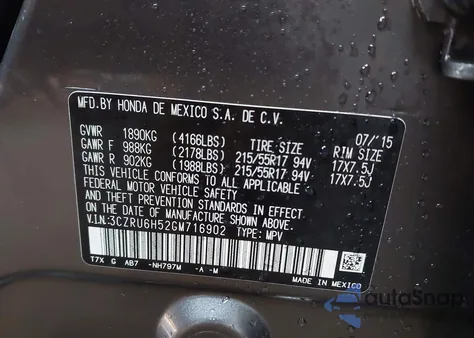 MFD.BY HONDA DE MEXICO S.A. DE C.V.
07/'15
GVWR 1890KG (4166LBS) TIRE SIZE RIM SIZE
GAWR F 988KG (2178LBS) 215/55R17 94V 17X7.5J
GAWR R 902KG (1988LBS) 215/55R17 94V 17X7.5J
THIS VEHICLE CONFORMS TO ALL APPLICABLE
FEDERAL MOTOR VEHICLE SAFETY
AND THEFT PREVENTION STANDARDS IN EFFECT
ON THE DATE OF MANUFACTURE SHOWN ABOVE.
V.I.N:3CZRU6H52GM716902 TYPE: MPV
T7X G AB7 -NH797M -A -M
MADE IN MEXICO
autoSnap